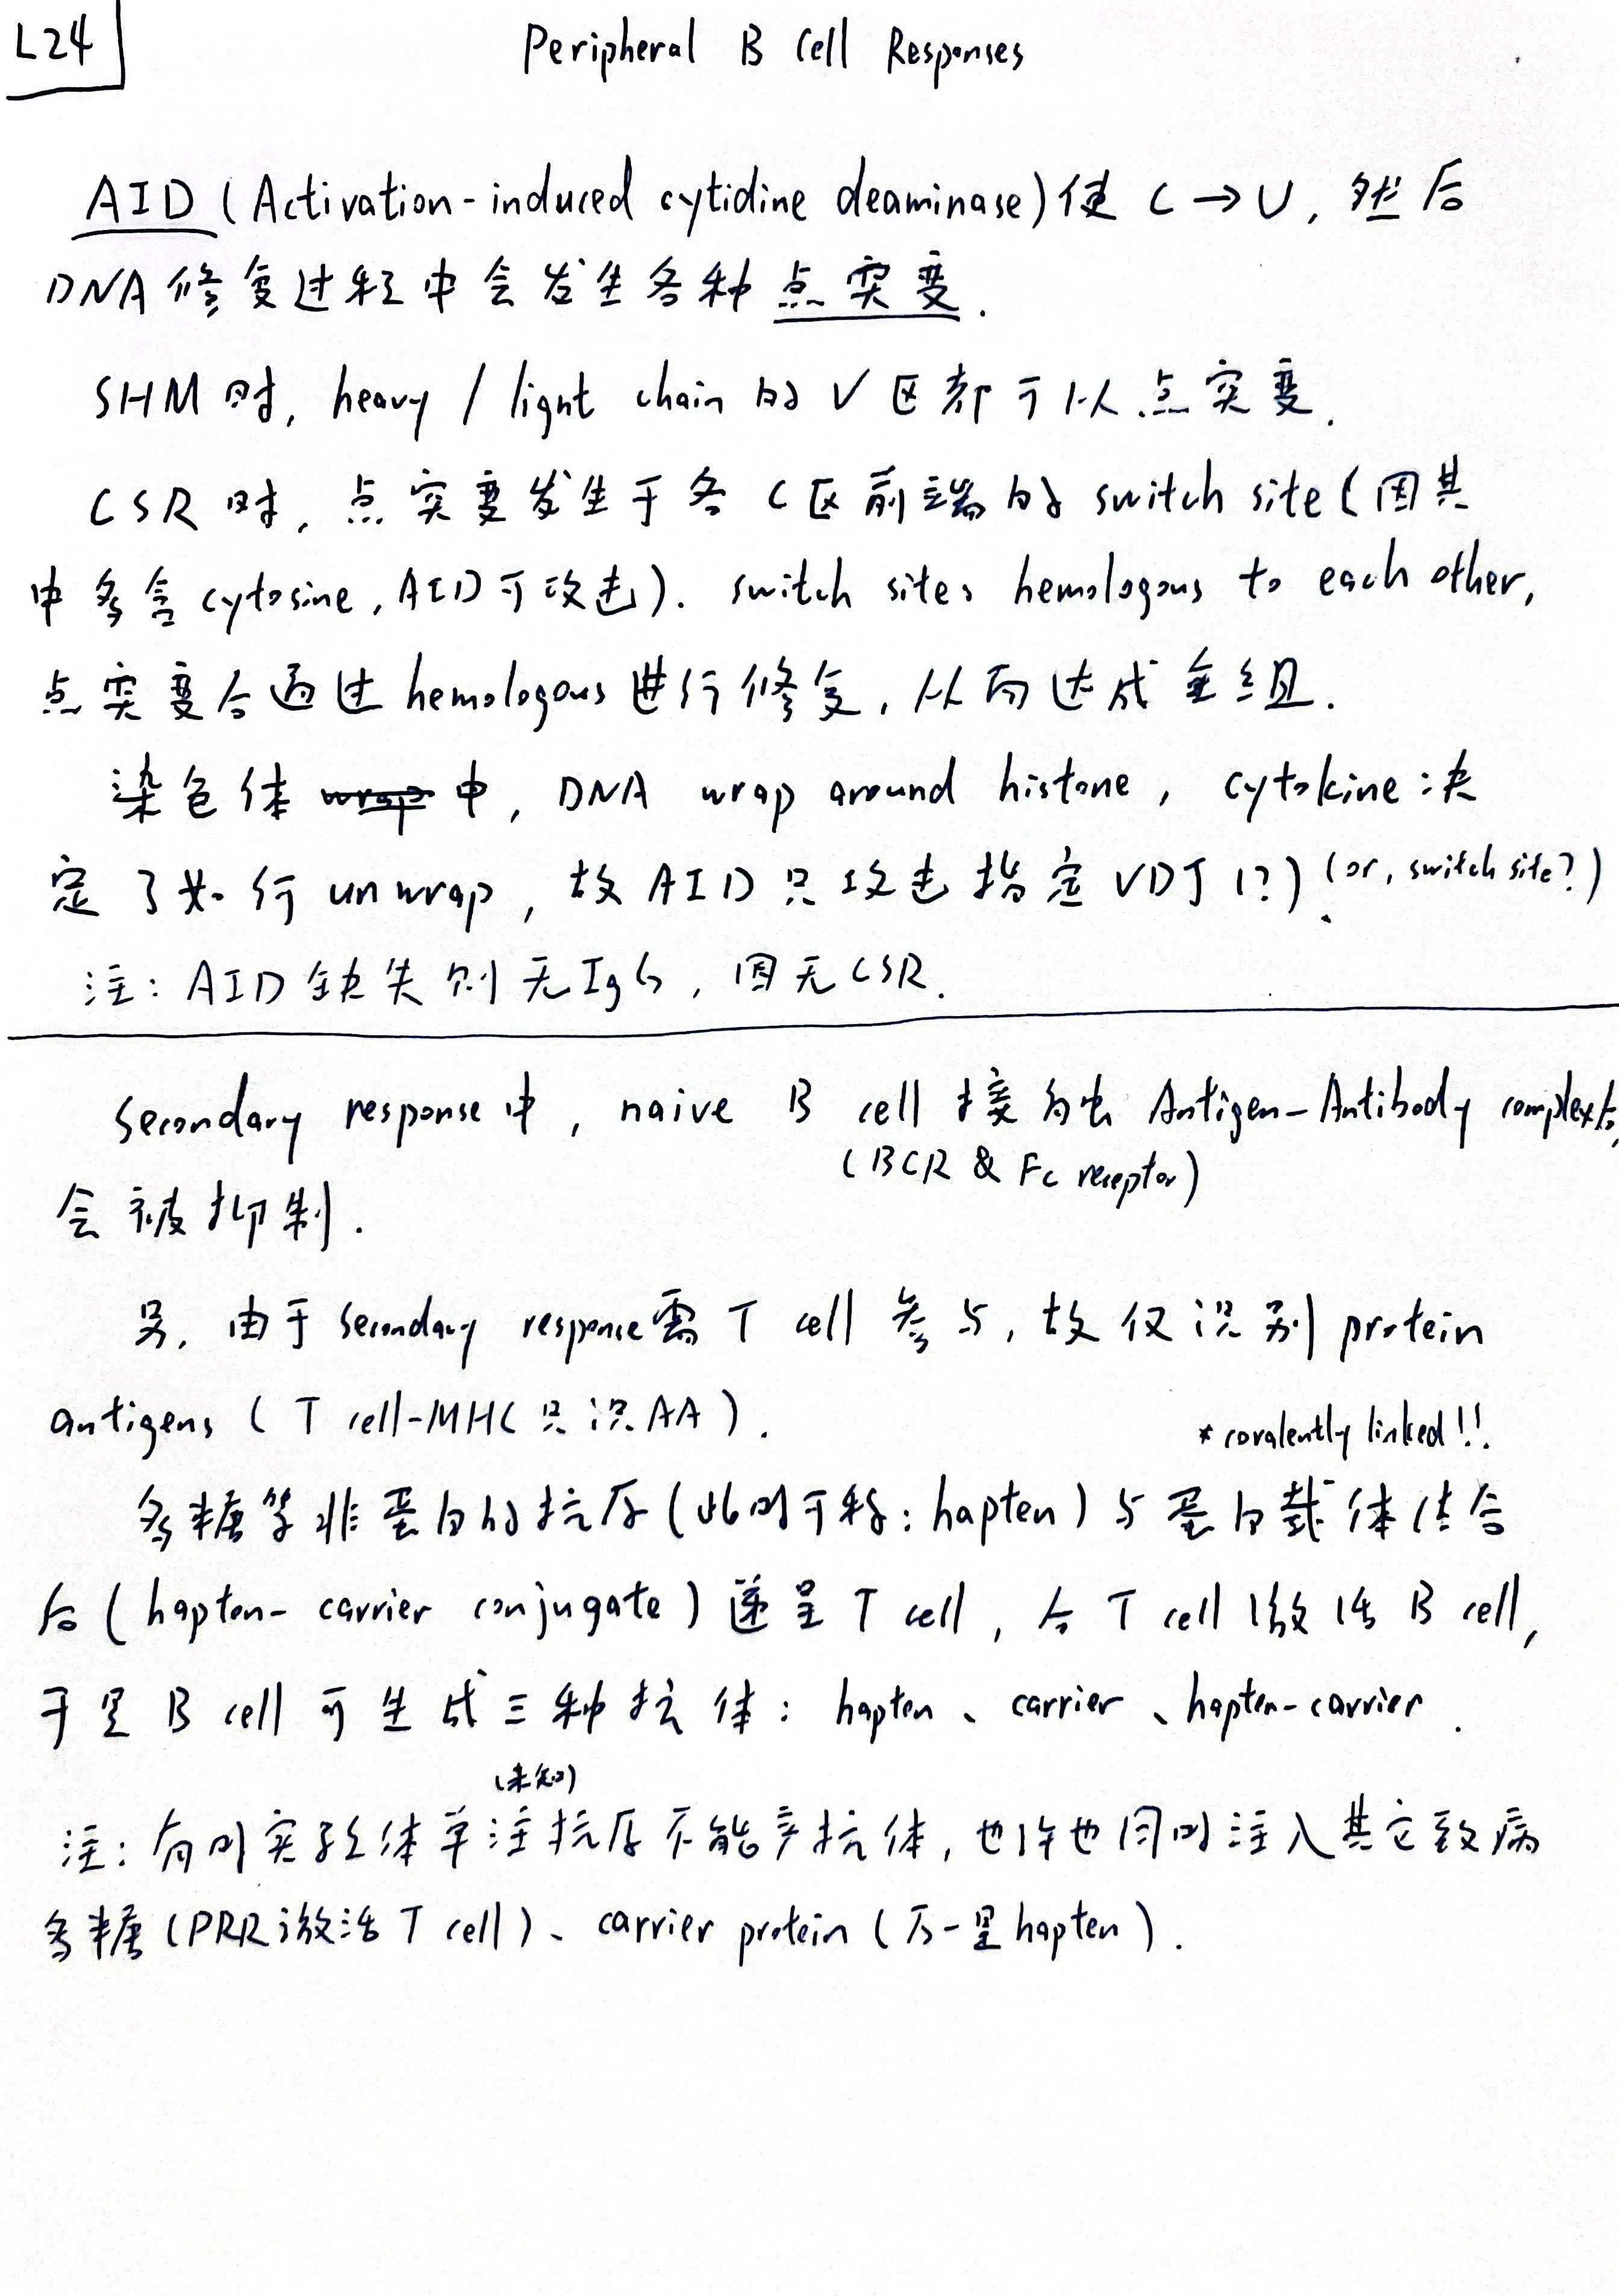 L24
Peripheral B Cell Responses
AID (Activation-induced cytidine deaminase) 使 C → U, 然后
DNA 修复过程中会发生各种点突变.
SHM 时, heavy / light chain 的 V 区都可以点突变.
CSR 时, 点突变发生于各 C 区前端的 switch site (因其
中多含 cytosine, AID 可攻击). switch sites hemologous to each other,
点突变后通过 hemologous 进行修复, 从而达成重组.
染色体 wrap 中, DNA wrap around histone, cytokine 决
定了如何 unwrap, 故 AID 只攻击指定 VDJ (?) (or, switch site?).
注: AID 缺失则无 IgG, 因无 CSR.
Secondary response 中, naive B cell 接触 Antigen-Antibody complex 后,
(BCR & Fc receptor)
会被抑制.
另, 由于 secondary response 需 T cell 参与, 故仅识别 protein
antigens (T cell-MHC 只识 AA).
* covalently linked!!
多糖等非蛋白的抗原 (此时可称: hapten) 与蛋白载体结合
后 (hapten- carrier conjugate) 递呈 T cell, 后 T cell 激活 B cell,
于是 B cell 可生成三种抗体: hapten、carrier、hapten-carrier.
(未知)
注: 有时实验体单注抗原不能产抗体, 也许也同时注入其它致病
多糖 (PRR 激活 T cell)、carrier protein (万一是 hapten).